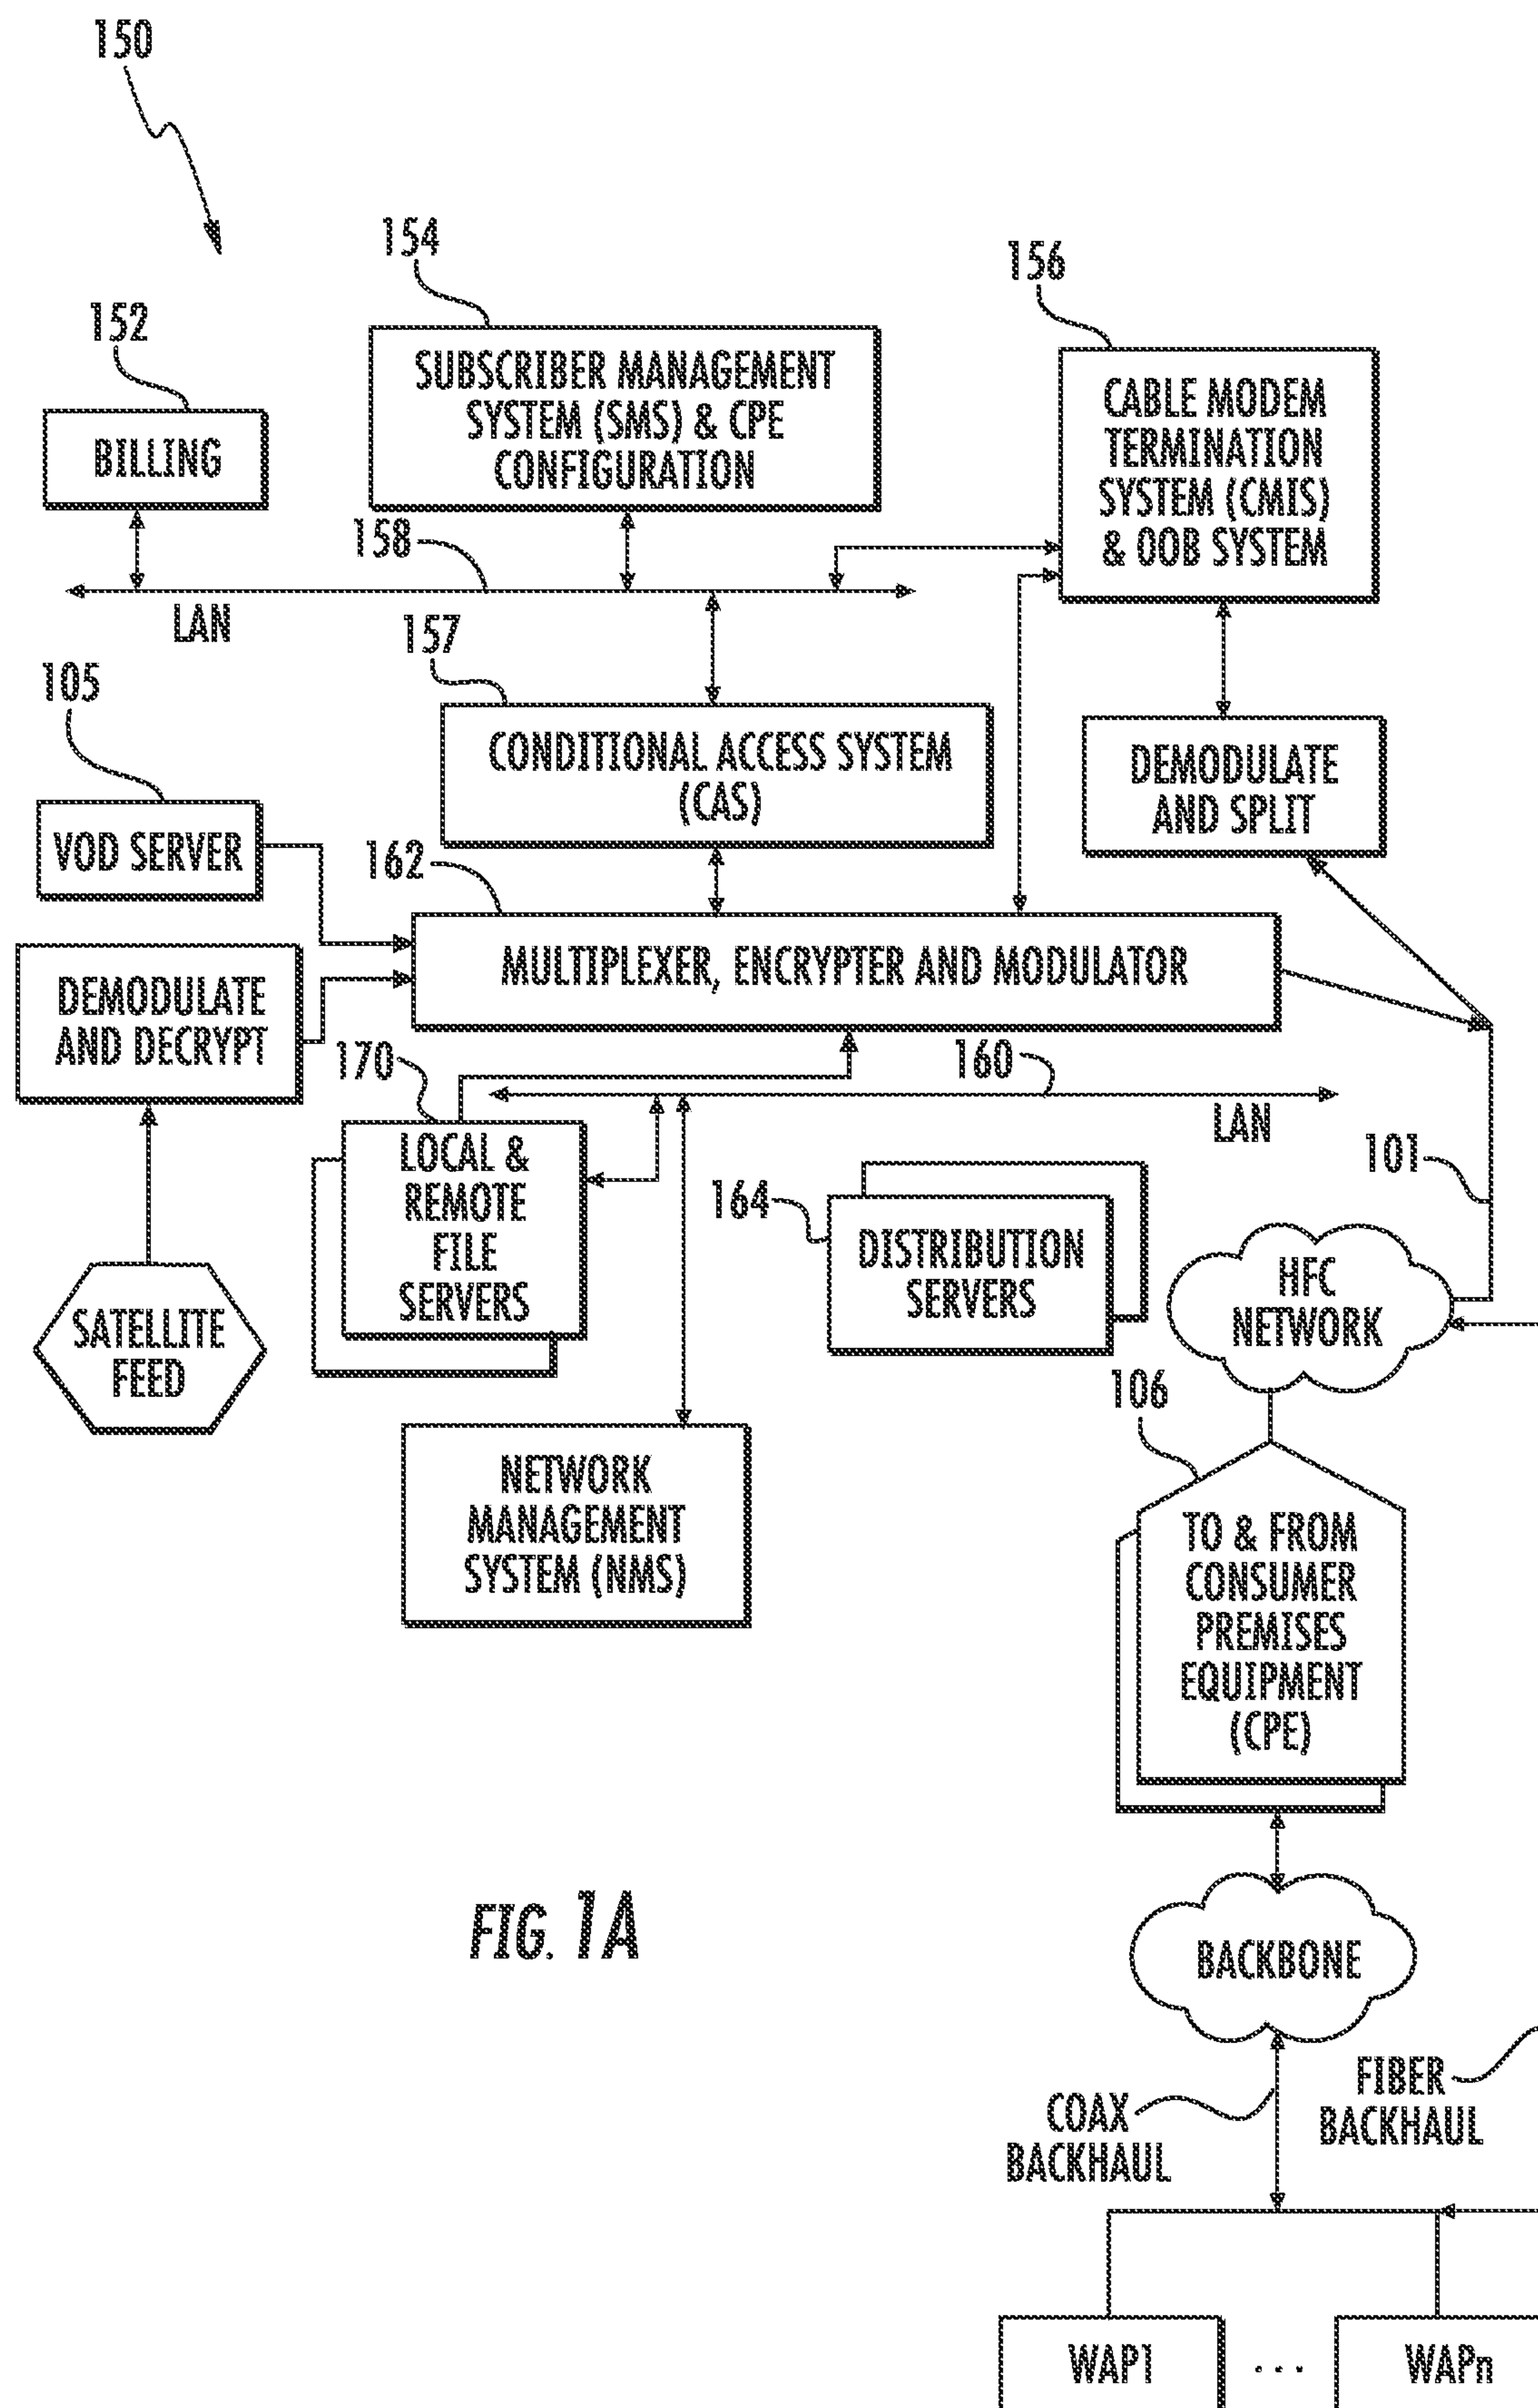 150
154
156
152
SUBSCRIBER MANAGEMENT
SYSTEM (SMS) & CPE
CONFIGURATION
CABLE MODEM
TERMINATION
SYSTEM (CMIS)
& OOB SYSTEM
BILLING
158
LAN
157
105
CONDITIONAL ACCESS SYSTEM
(CAS)
DEMODULATE
AND SPLIT
VOD SERVER
162
MULTIPLEXER, ENCRYPTER AND MODULATOR
DEMODULATE
AND DECRYPT
170
160
LAN
101
LOCAL &
REMOTE
FILE
SERVERS
164
DISTRIBUTION
SERVERS
HFC
NETWORK
SATELLITE
FEED
106
NETWORK
MANAGEMENT
SYSTEM (NMS)
TO & FROM
CONSUMER
PREMISES
EQUIPMENT
(CPE)
FIG. 1A
BACKBONE
COAX
BACKHAUL
FIBER
BACKHAUL
WAP1
...
WAPn